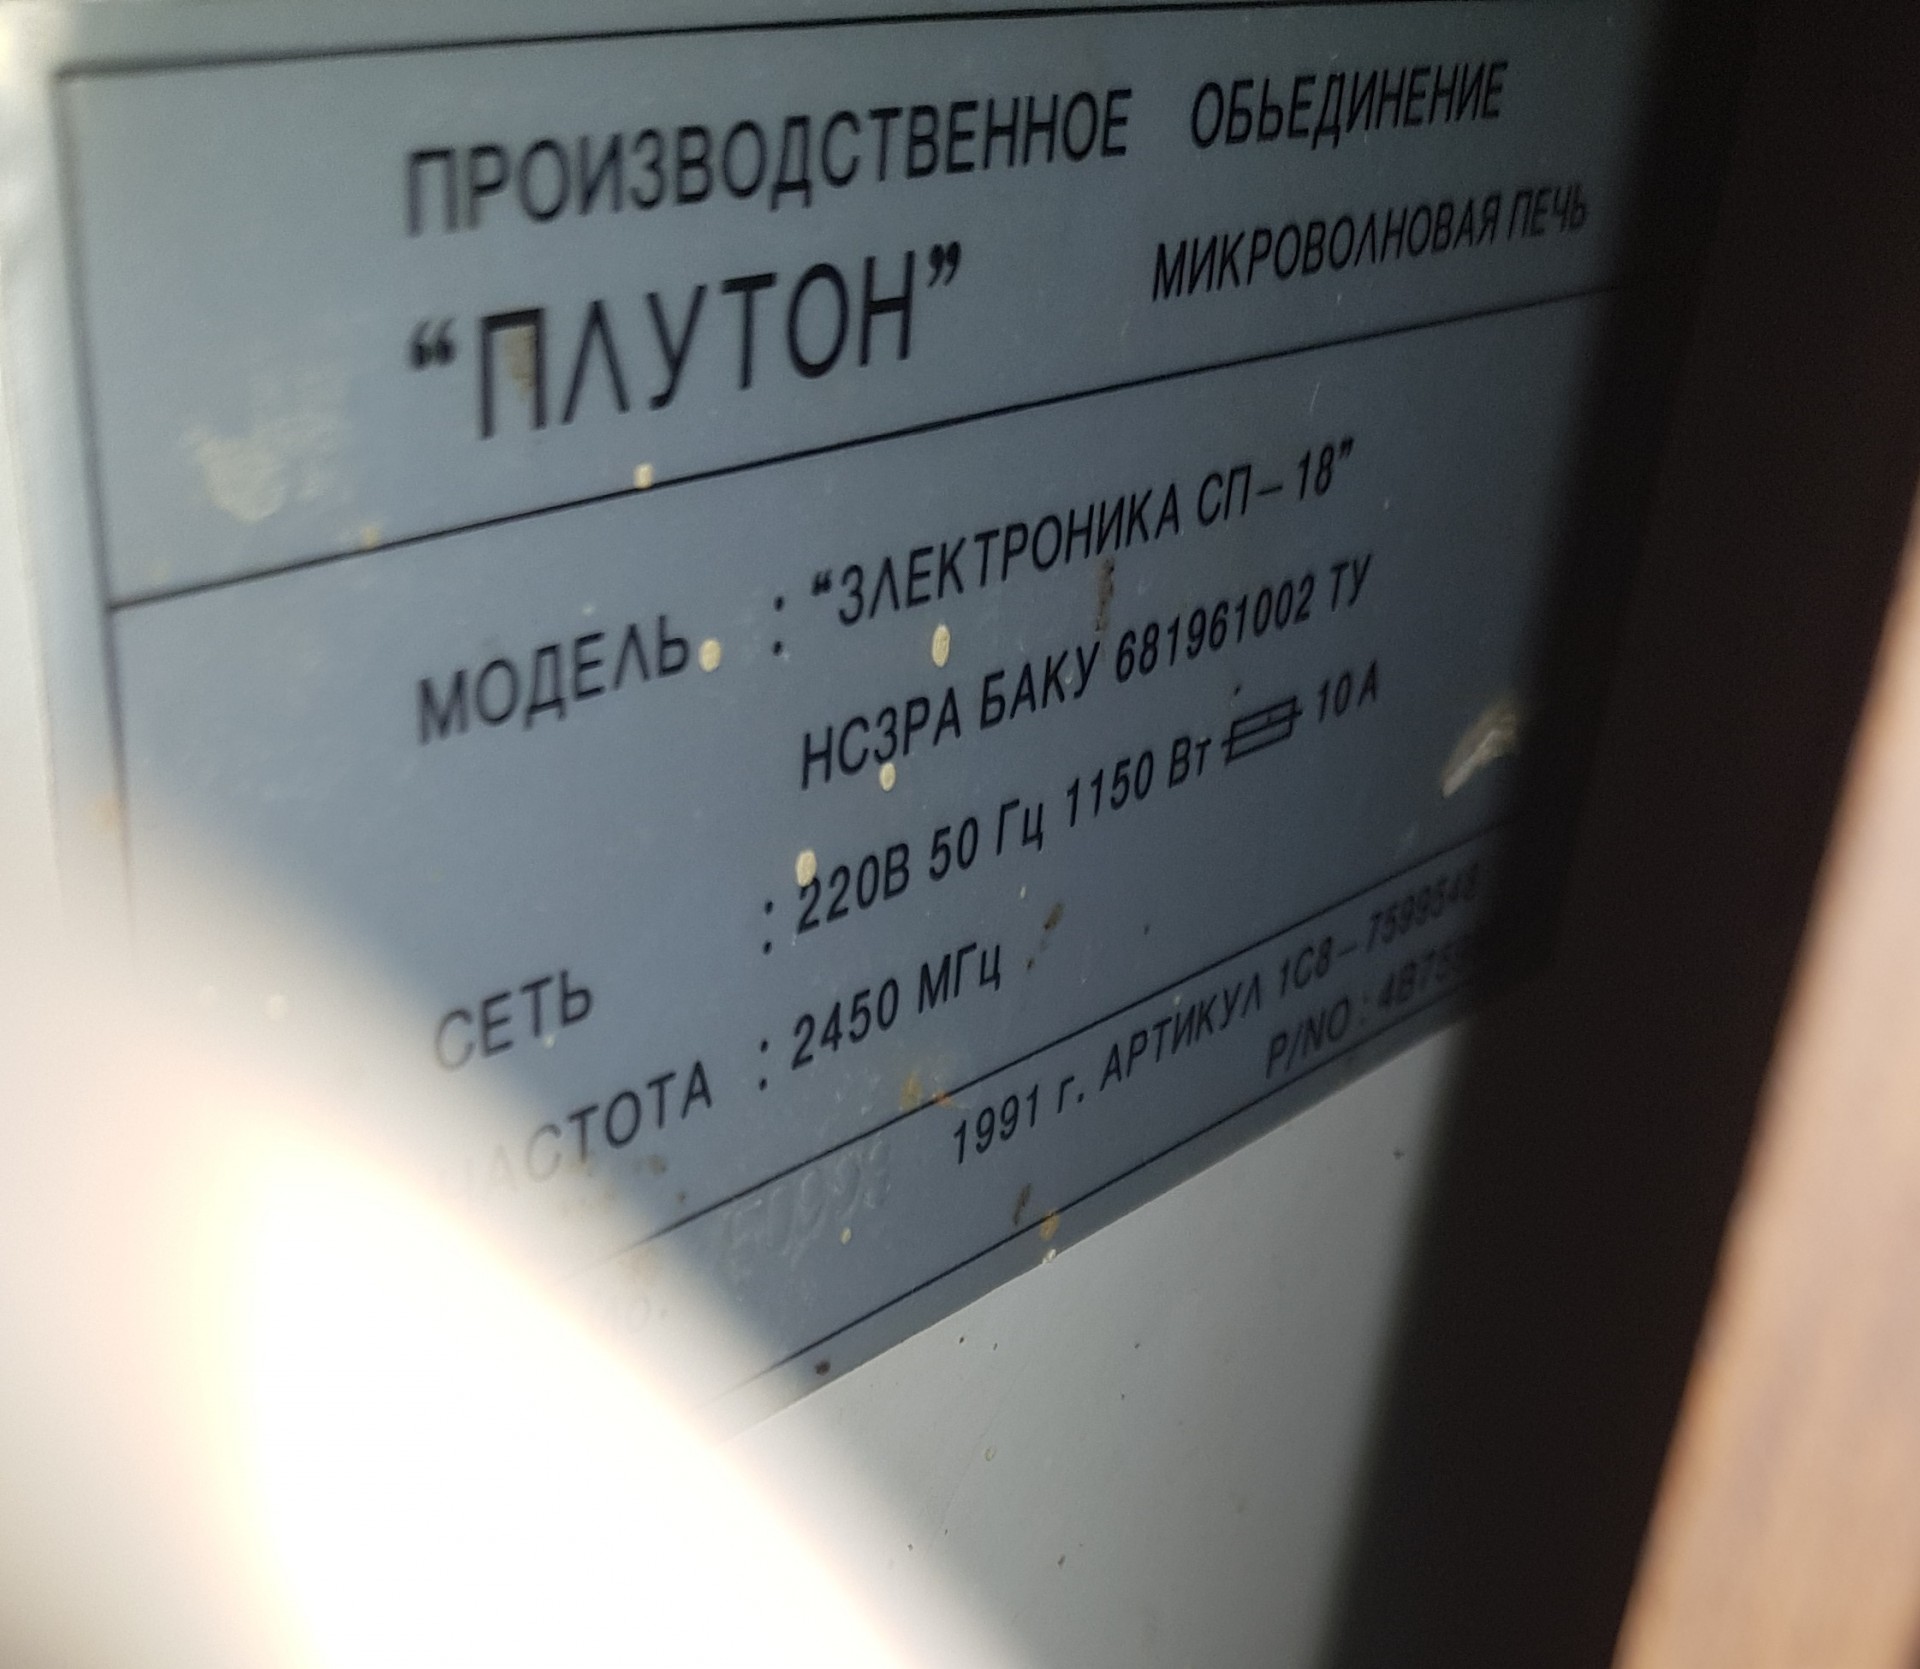 ПРОИЗВОДСТВЕННОЕ ОБЬЕДИНЕНИЕ
“ПЛУТОН” МИКРОВОЛНОВАЯ ПЕЧЬ
МОДЕЛЬ : “ЗЛЕКТРОНИКА СП–18”
НСЗРА БАКУ 681961002 ТУ
СЕТЬ : 220В 50 Гц 1150 Вт 10 А
ЧАСТОТА : 2450 МГц
1991 г. АРТИКУЛ 1С8–7599548
P/NO :